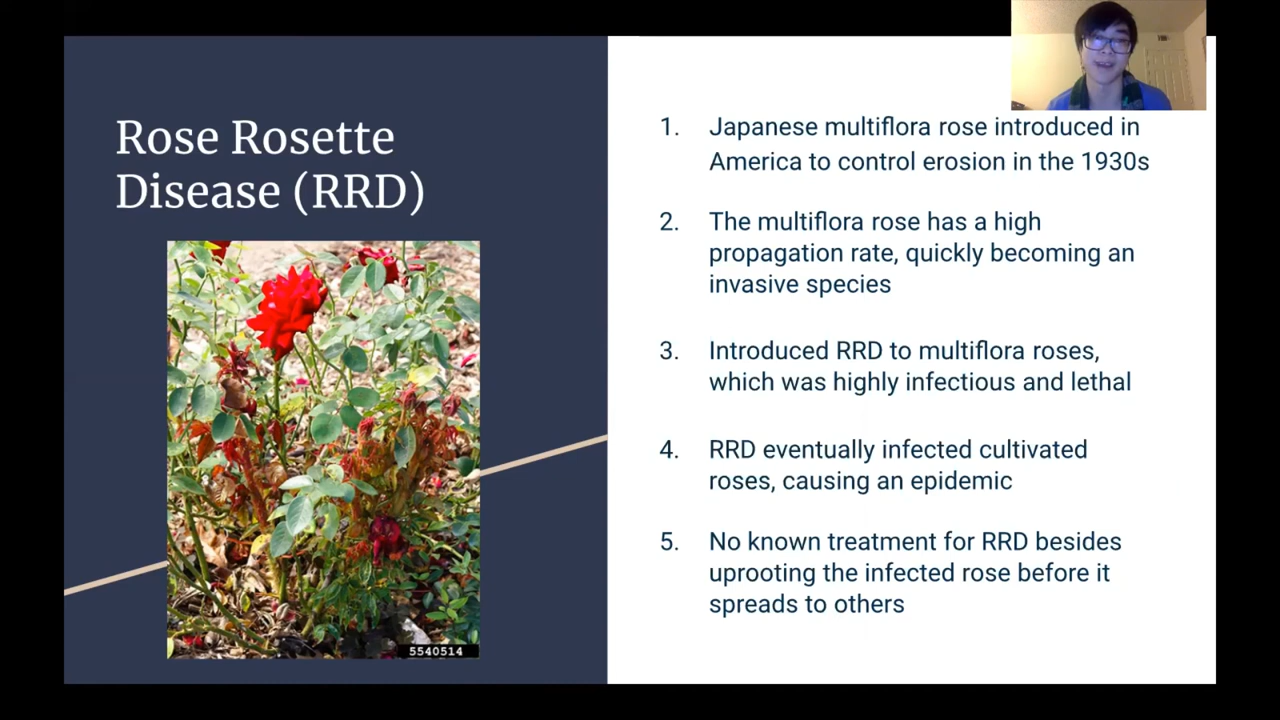 Rose Rosette
Disease (RRD)
5540514
1. Japanese multiflora rose introduced in
America to control erosion in the 1930s
2. The multiflora rose has a high
propagation rate, quickly becoming an
invasive species
3. Introduced RRD to multiflora roses,
which was highly infectious and lethal
4. RRD eventually infected cultivated
roses, causing an epidemic
5. No known treatment for RRD besides
uprooting the infected rose before it
spreads to others